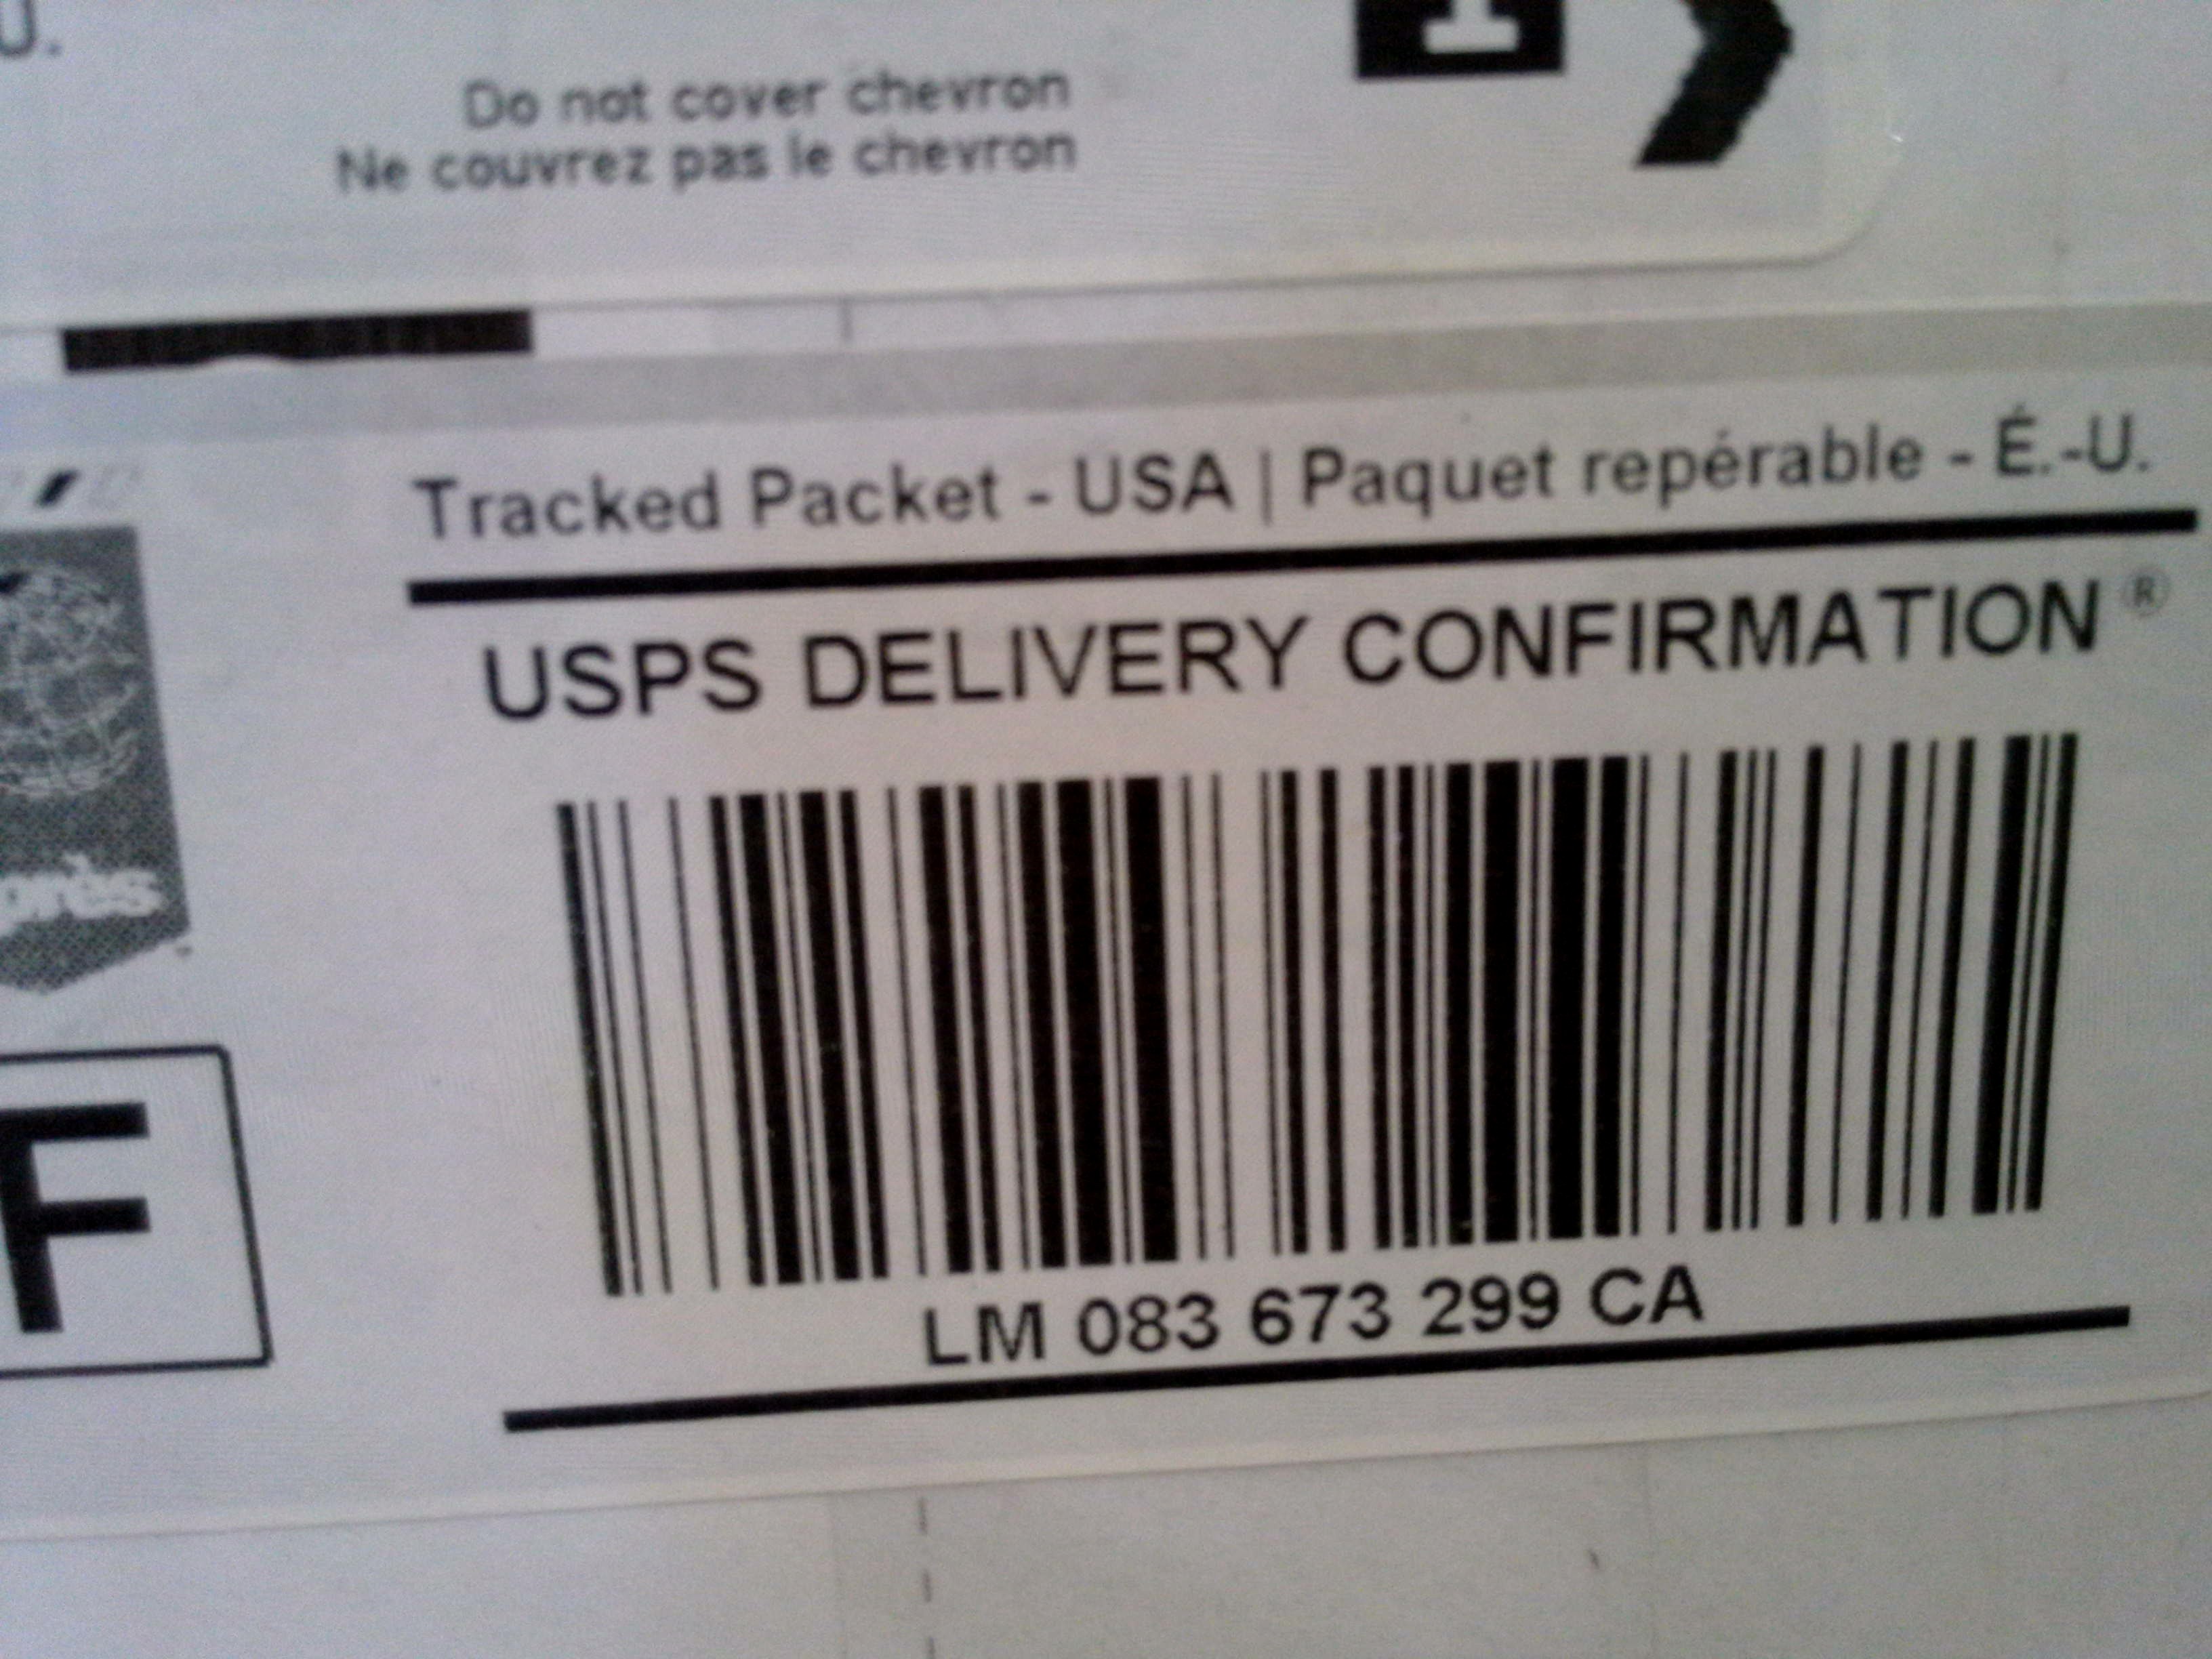 U.
1
Do not cover chevron
Ne couvrez pas le chevron
Tracked Packet - USA | Paquet repérable - É.-U.
USPS DELIVERY CONFIRMATION ®
F
LM 083 673 299 CA